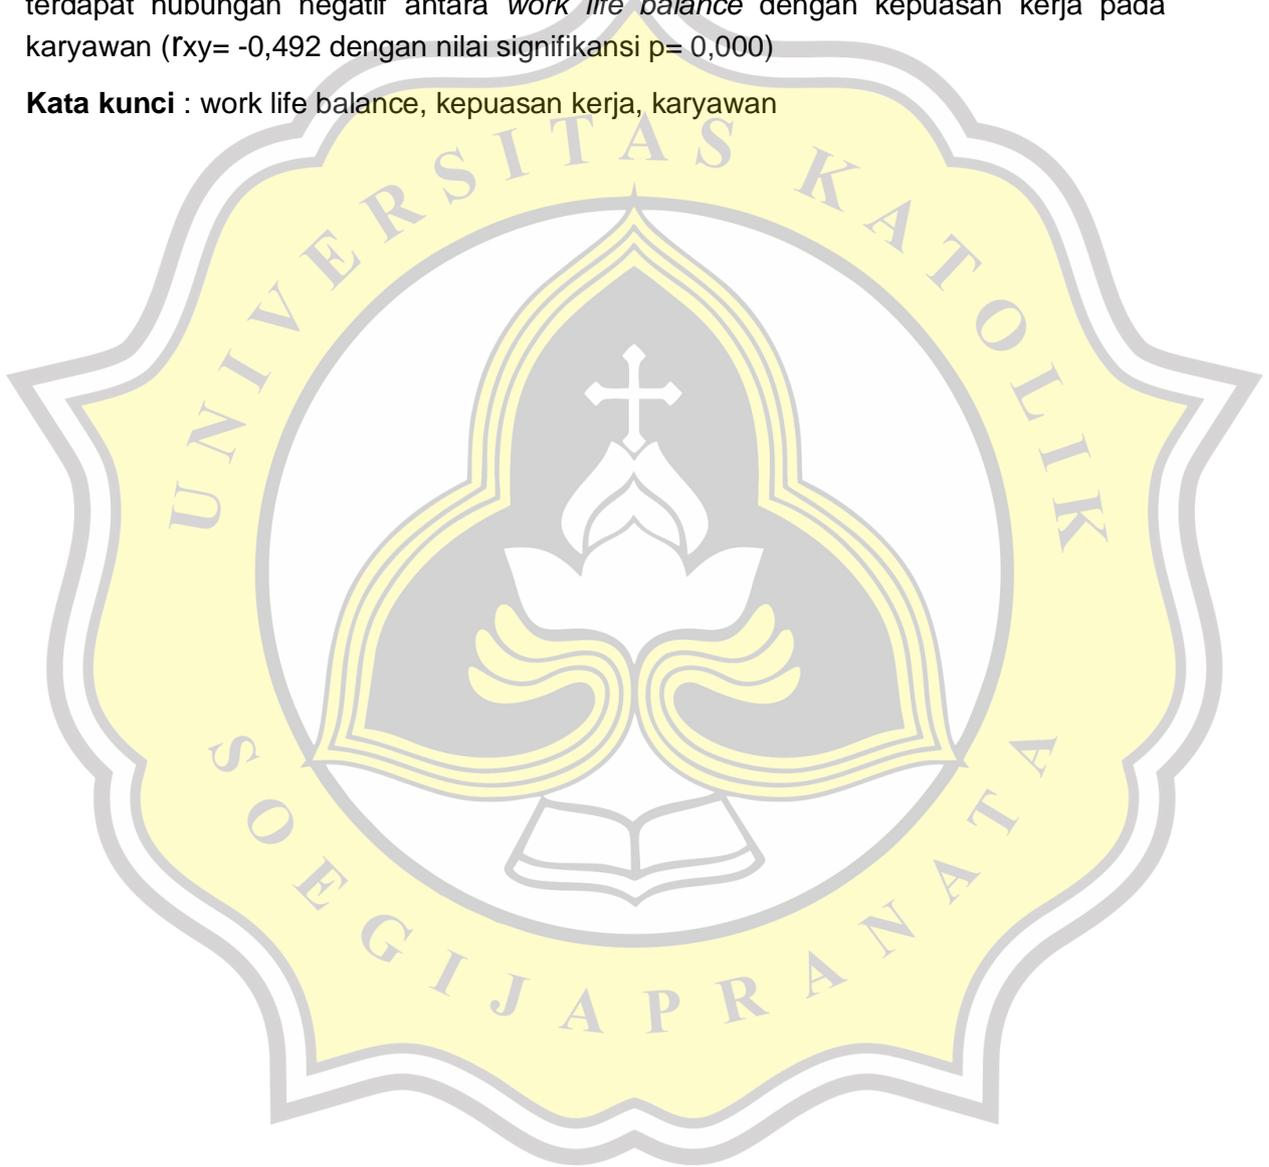 terdapat hubungan negatif antara work life balance dengan kepuasan kerja pada
karyawan (rxy= -0,492 dengan nilai signifikansi p= 0,000)
Kata kunci : work life balance, kepuasan kerja, karyawan
UNIVERSITAS KATOLIK
SOEGIJAPRANATA